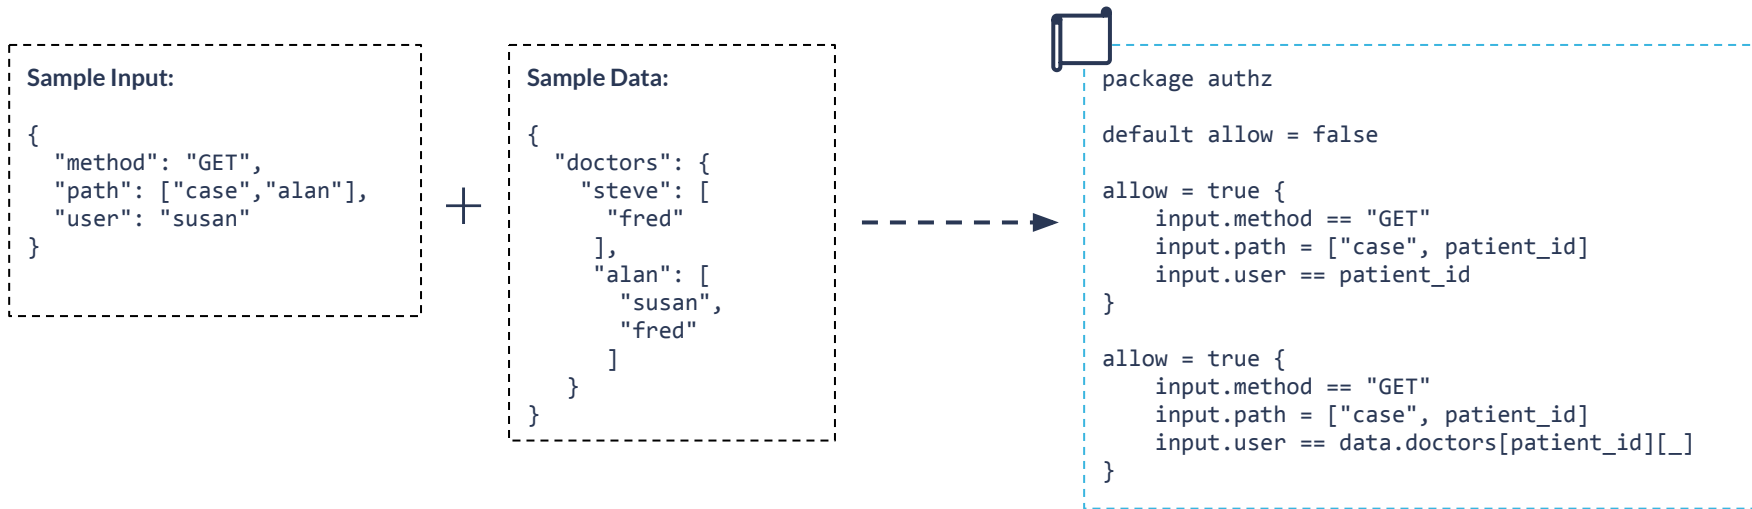 Sample Input:
{
  "method": "GET",
  "path": ["case","alan"],
  "user": "susan"
}
+
Sample Data:
{
  "doctors": {
    "steve": [
      "fred"
     ],
     "alan": [
       "susan",
       "fred"
      ]
   }
}
package authz
default allow = false
allow = true {
    input.method == "GET"
    input.path = ["case", patient_id]
    input.user == patient_id
}
allow = true {
    input.method == "GET"
    input.path = ["case", patient_id]
    input.user == data.doctors[patient_id][_]
}